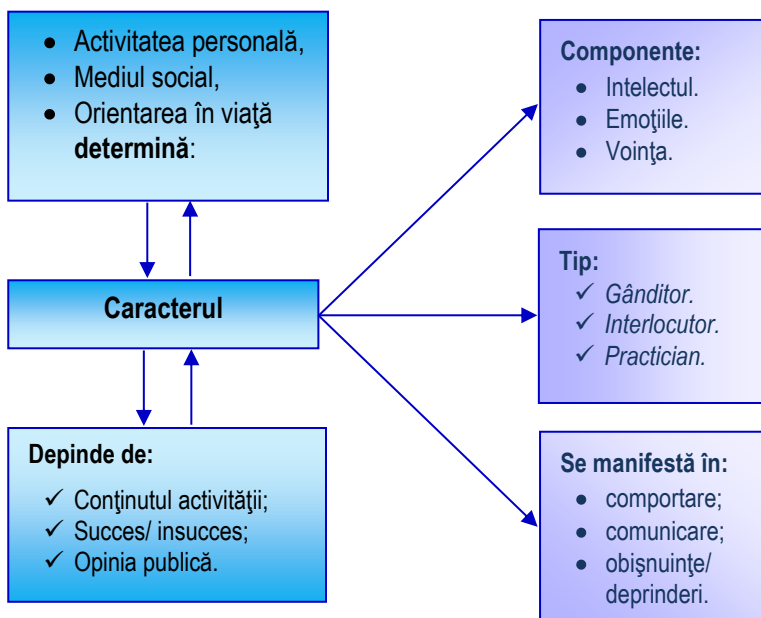 • Activitatea personală,
• Mediul social,
• Orientarea în viaţă
determină:
Caracterul
Depinde de:
✓ Conţinutul activităţii;
✓ Succes/ insucces;
✓ Opinia publică.
Componente:
• Intelectul.
• Emoţiile.
• Voinţa.
Tip:
✓ Gânditor.
✓ Interlocutor.
✓ Practician.
Se manifestă în:
• comportare;
• comunicare;
• obişnuinţe/
deprinderi.